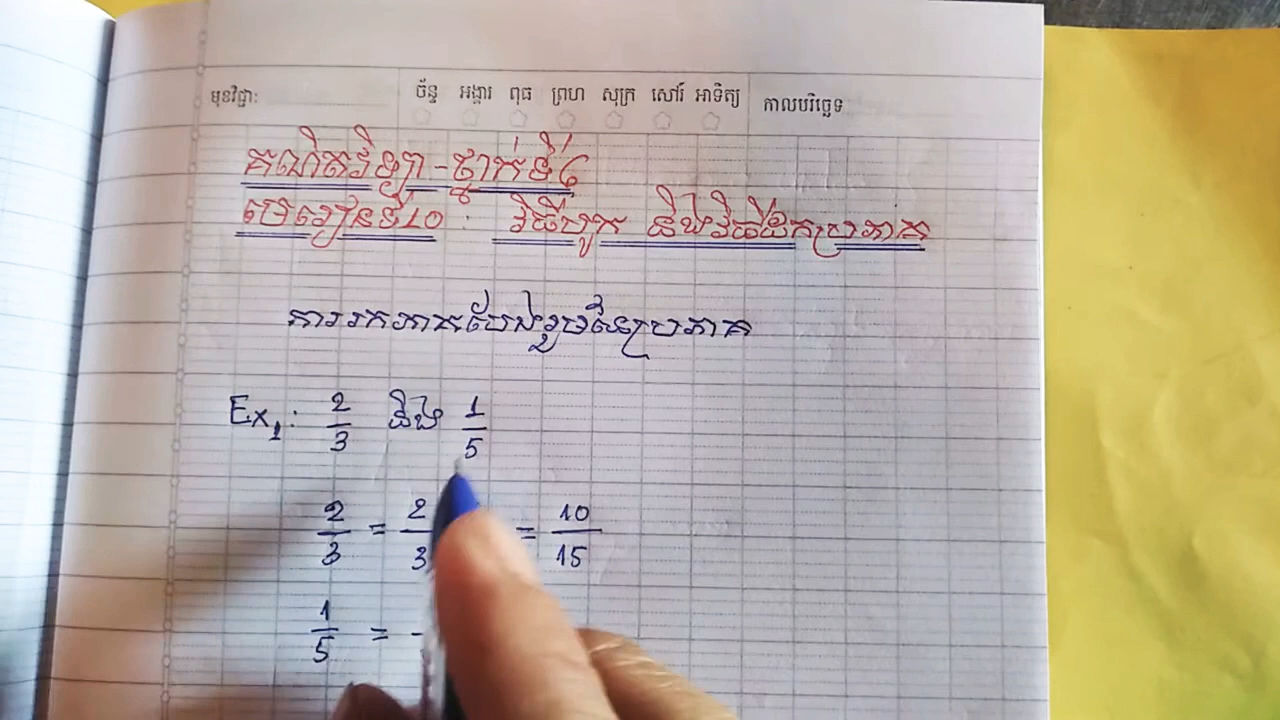 មុខវិជ្ជា: ច័ន្ទ អង្គារ ពុធ ព្រហ សុក្រ សៅរ៍ អាទិត្យ កាលបរិច្ឆេទ
គណិតវិទ្យា - ថ្នាក់ទី៤
មេរៀនទី10 : វិធីបូក និងវិធីដកប្រភាគ
ការរកភាគបែងរួមនៃប្រភាគ
Ex1: 2/3 និង 1/5
2/3 = 2/3 = 10/15
1/5 =